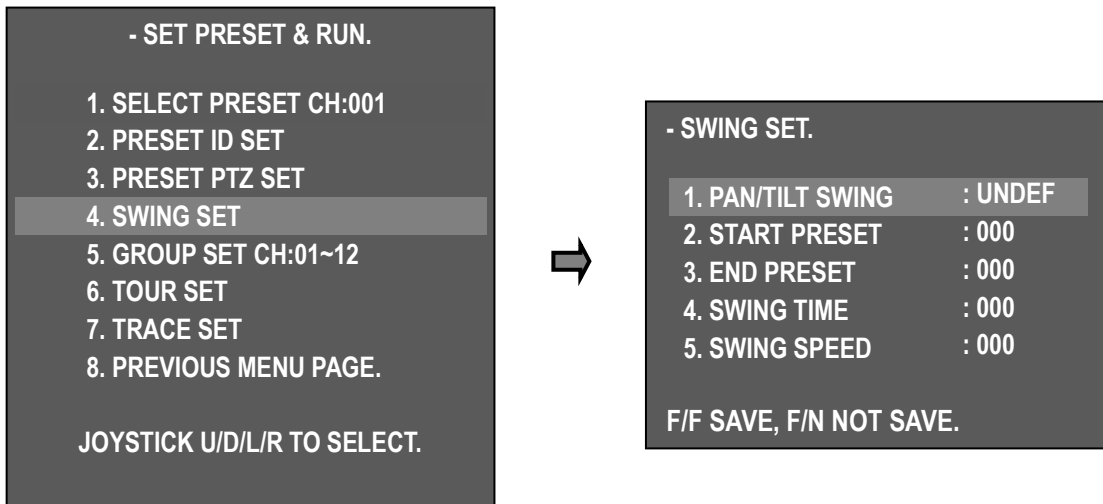 - SET PRESET & RUN.
1. SELECT PRESET CH:001
2. PRESET ID SET
3. PRESET PTZ SET
4. SWING SET
5. GROUP SET CH:01~12
6. TOUR SET
7. TRACE SET
8. PREVIOUS MENU PAGE.
JOYSTICK U/D/L/R TO SELECT.
- SWING SET.
1. PAN/TILT SWING : UNDEF
2. START PRESET : 000
3. END PRESET : 000
4. SWING TIME : 000
5. SWING SPEED : 000
F/F SAVE, F/N NOT SAVE.